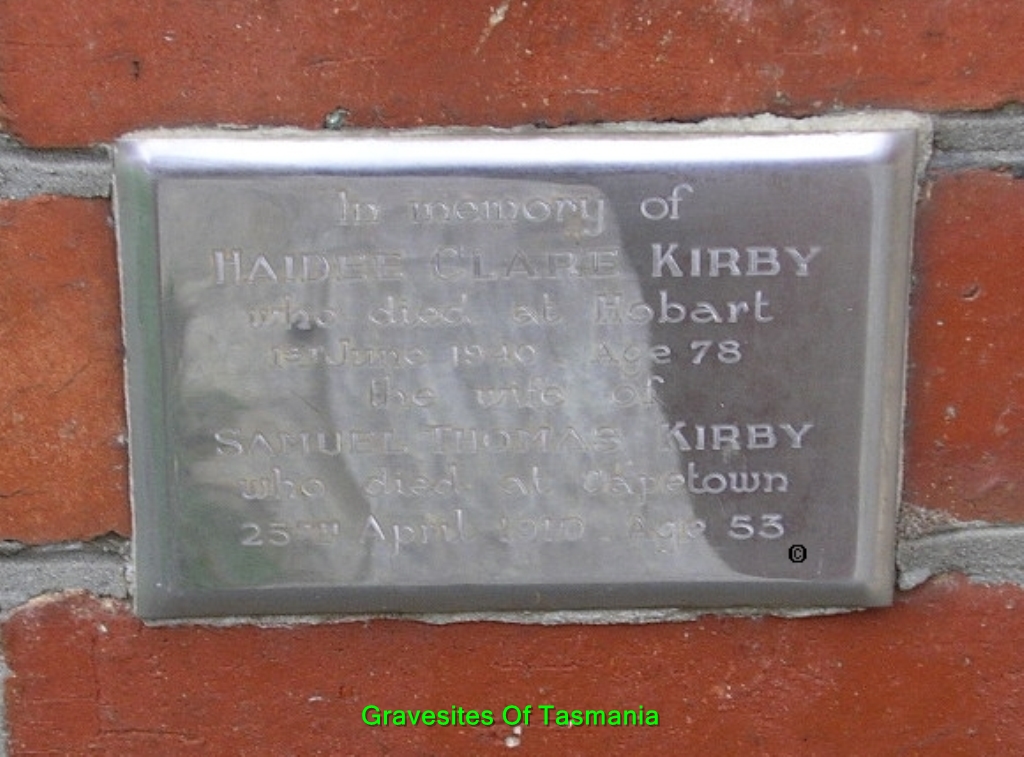 In memory of
HAIDEE CLARE KIRBY
who died at Hobart
1ST June 1940 Age 78
the wife of
SAMUEL THOMAS KIRBY
who died at Capetown
25TH April 1910 Age 53
©
Gravesites Of Tasmania